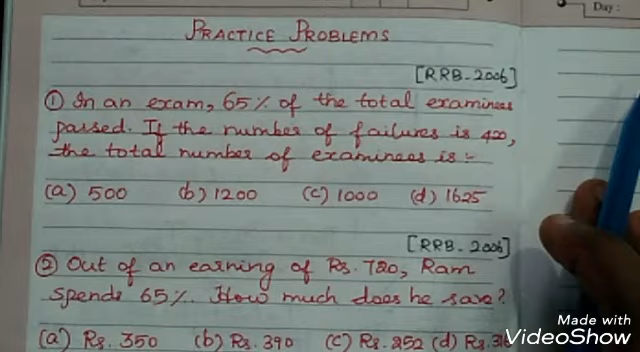 Day :
PRACTICE PROBLEMS
[RRB-2006]
① In an exam, 65% of the total examinees
passed. If the number of failures is 420,
the total number of examinees is :-
(a) 500 (b) 1200 (c) 1000 (d) 1625
[RRB-2006]
② Out of an earning of Rs. 720, Ram
spends 65%. How much does he save?
(a) Rs. 350 (b) Rs. 390 (c) Rs. 252 (d) Rs.
Made with
VideoShow